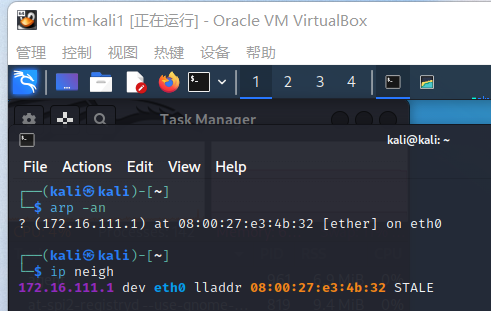 victim-kali1 [正在运行] - Oracle VM VirtualBox
管理 控制 视图 热键 设备 帮助
1 2 3 4
Task Manager
kali@kali: ~
File Actions Edit View Help
┌──(kali㉿kali)-[~]
└─$ arp -an
? (172.16.111.1) at 08:00:27:e3:4b:32 [ether] on eth0
┌──(kali㉿kali)-[~]
└─$ ip neigh
172.16.111.1 dev eth0 lladdr 08:00:27:e3:4b:32 STALE